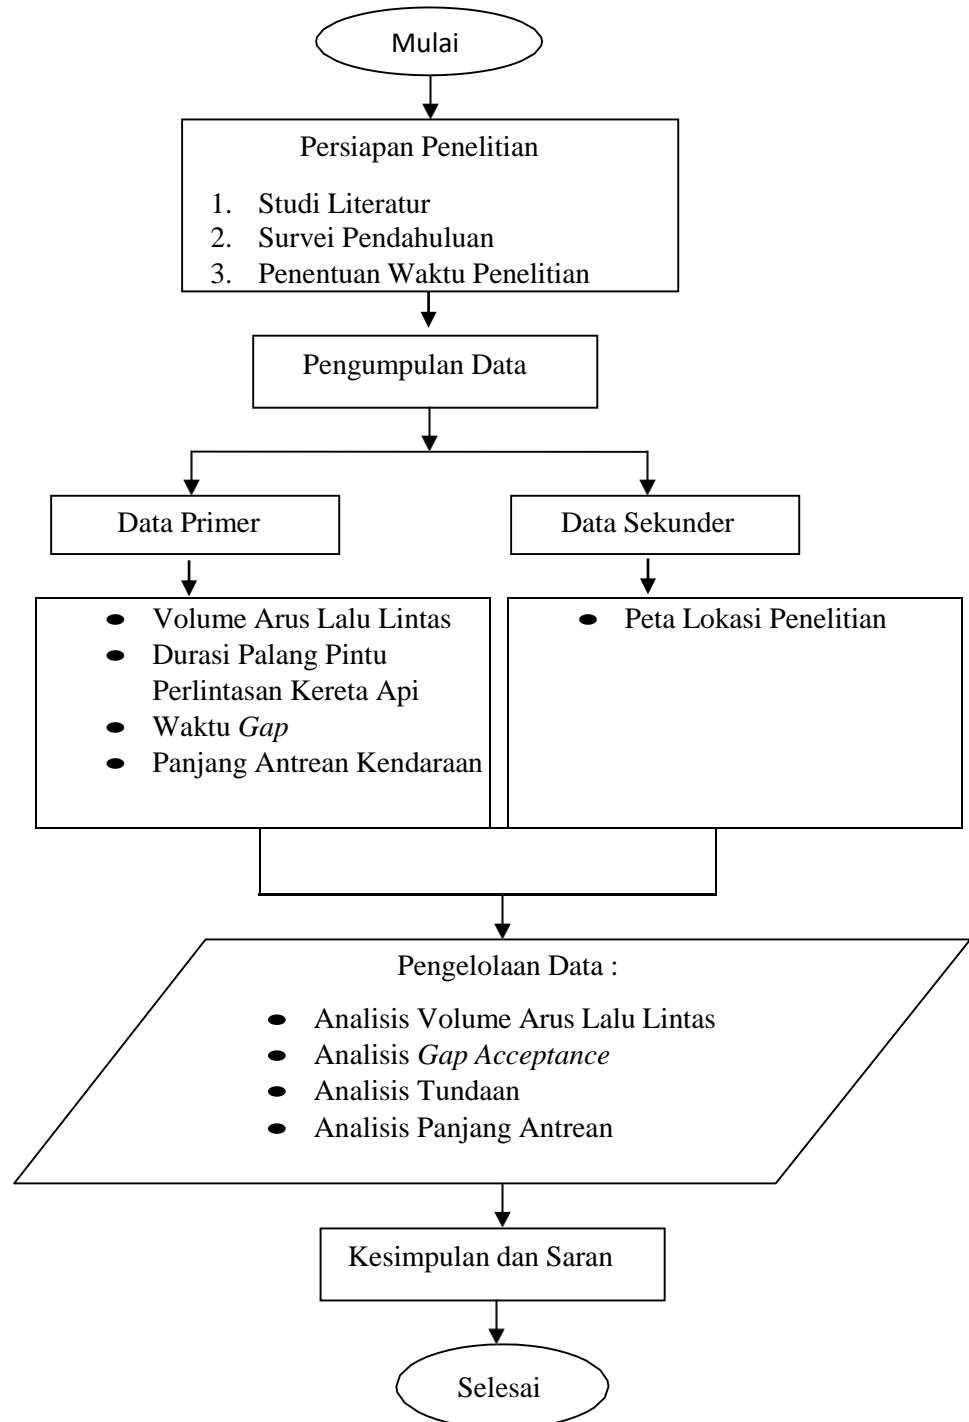 Mulai
Persiapan Penelitian
1. Studi Literatur
2. Survei Pendahuluan
3. Penentuan Waktu Penelitian
Pengumpulan Data
Data Primer
Data Sekunder
● Volume Arus Lalu Lintas
● Durasi Palang Pintu
Perlintasan Kereta Api
● Waktu Gap
● Panjang Antrean Kendaraan
● Peta Lokasi Penelitian
Pengelolaan Data :
● Analisis Volume Arus Lalu Lintas
● Analisis Gap Acceptance
● Analisis Tundaan
● Analisis Panjang Antrean
Kesimpulan dan Saran
Selesai